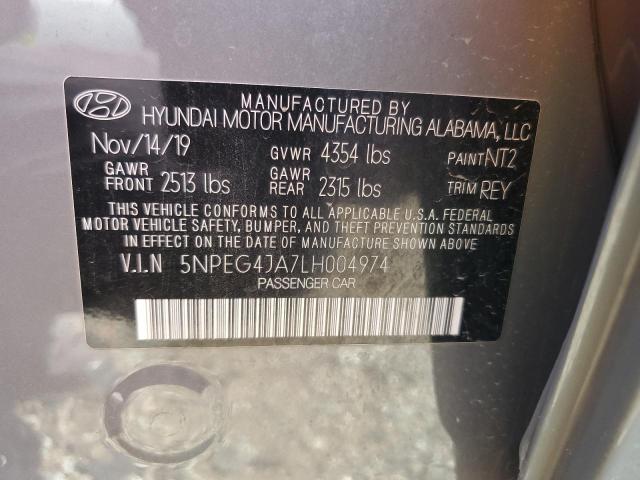 MANUFACTURED BY
HYUNDAI MOTOR MANUFACTURING ALABAMA, LLC
Nov/14/19 GVWR 4354 lbs PAINT NT2
GAWR FRONT 2513 lbs GAWR REAR 2315 lbs TRIM REY
THIS VEHICLE CONFORMS TO ALL APPLICABLE U.S.A. FEDERAL
MOTOR VEHICLE SAFETY, BUMPER, AND THEFT PREVENTION STANDARDS
IN EFFECT ON THE DATE OF MANUFACTURE SHOWN ABOVE.
V.I.N 5NPEG4JA7LH004974
PASSENGER CAR